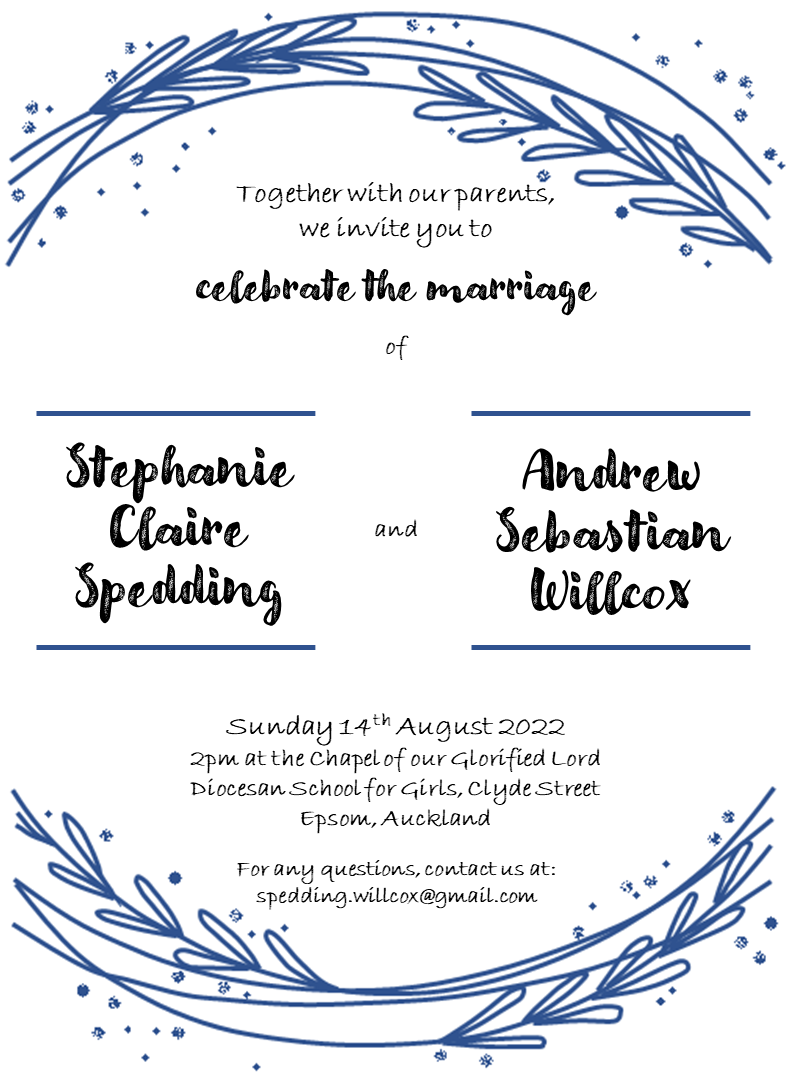 Together with our parents,
we invite you to
celebrate the marriage
of
Stephanie
Claire
Spedding
and
Andrew
Sebastian
Willcox
Sunday 14th August 2022
2pm at the Chapel of our Glorified Lord
Diocesan School for Girls, Clyde Street
Epsom, Auckland
For any questions, contact us at:
spedding.willcox@gmail.com